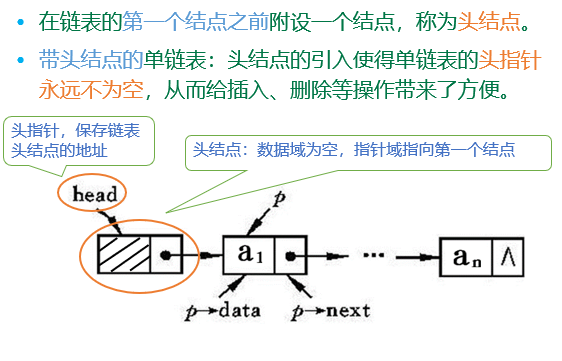 • 在链表的第一个结点之前附设一个结点，称为头结点。
• 带头结点的单链表：头结点的引入使得单链表的头指针
永远不为空，从而给插入、删除等操作带来了方便。
头指针，保存链表
头结点的地址
头结点：数据域为空，指针域指向第一个结点
head
p
a₁
…
aₙ
∧
p→data
p→next